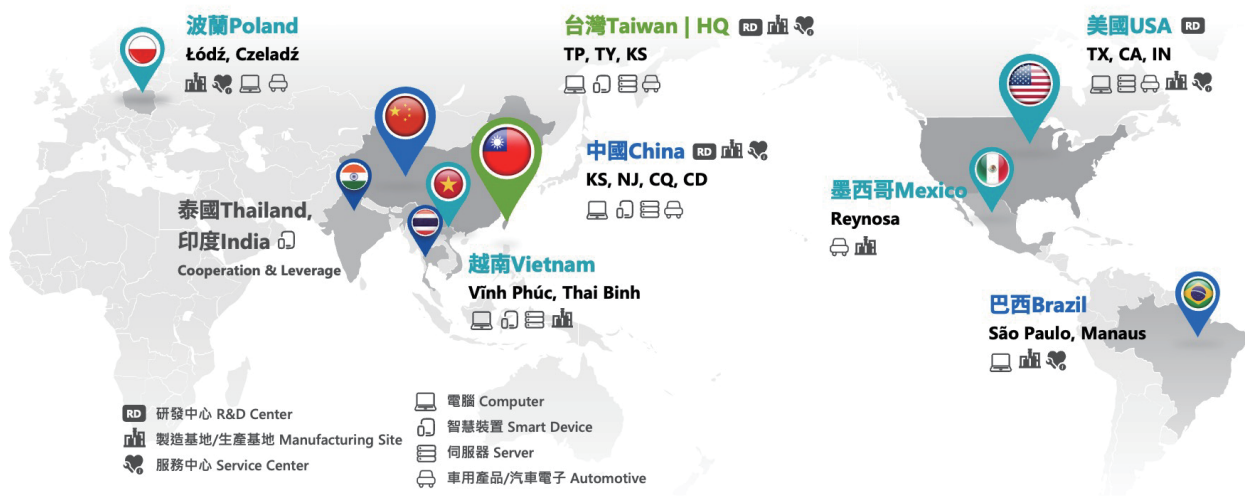 波蘭Poland
Łódź, Czeladź
台灣Taiwan | HQ RD
TP, TY, KS
美國USA RD
TX, CA, IN
中國China RD
KS, NJ, CQ, CD
墨西哥Mexico
Reynosa
泰國Thailand,
印度India
Cooperation & Leverage
越南Vietnam
Vĩnh Phúc, Thai Binh
巴西Brazil
São Paulo, Manaus
RD 研發中心 R&D Center
製造基地/生產基地 Manufacturing Site
服務中心 Service Center
電腦 Computer
智慧裝置 Smart Device
伺服器 Server
車用產品/汽車電子 Automotive